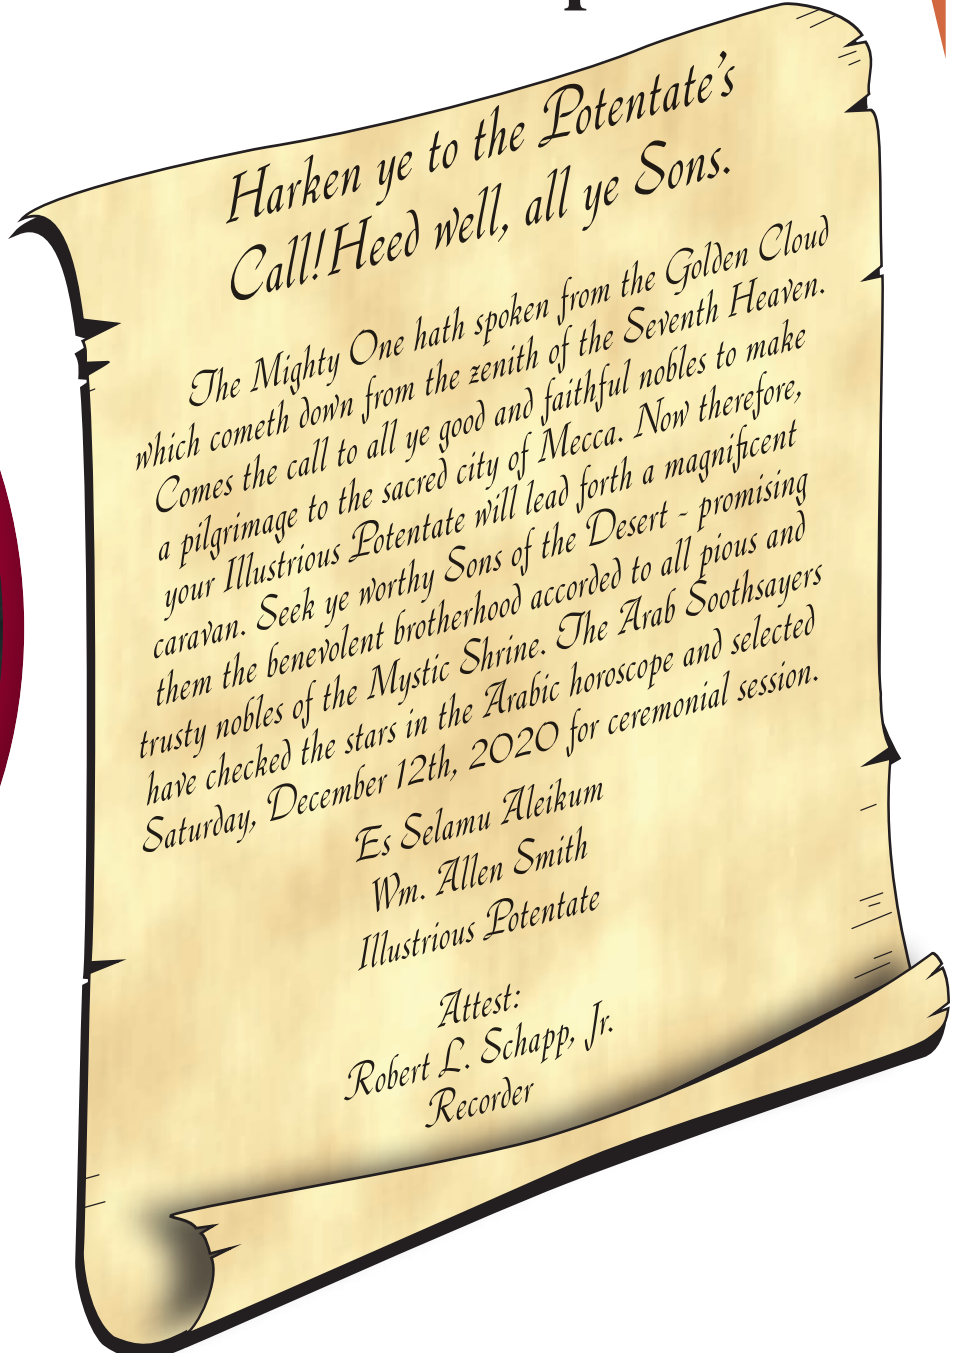 Harken ye to the Potentate's
Call!Heed well, all ye Sons.
The Mighty One hath spoken from the Golden Cloud
which cometh down from the zenith of the Seventh Heaven.
Comes the call to all ye good and faithful nobles to make
a pilgrimage to the sacred city of Mecca. Now therefore,
your Illustrious Potentate will lead forth a magnificent
caravan. Seek ye worthy Sons of the Desert - promising
them the benevolent brotherhood accorded to all pious and
trusty nobles of the Mystic Shrine. The Arab Soothsayers
have checked the stars in the Arabic horoscope and selected
Saturday, December 12th, 2020 for ceremonial session.
Es Selamu Aleikum
Wm. Allen Smith
Illustrious Potentate
Attest:
Robert L. Schapp, Jr.
Recorder